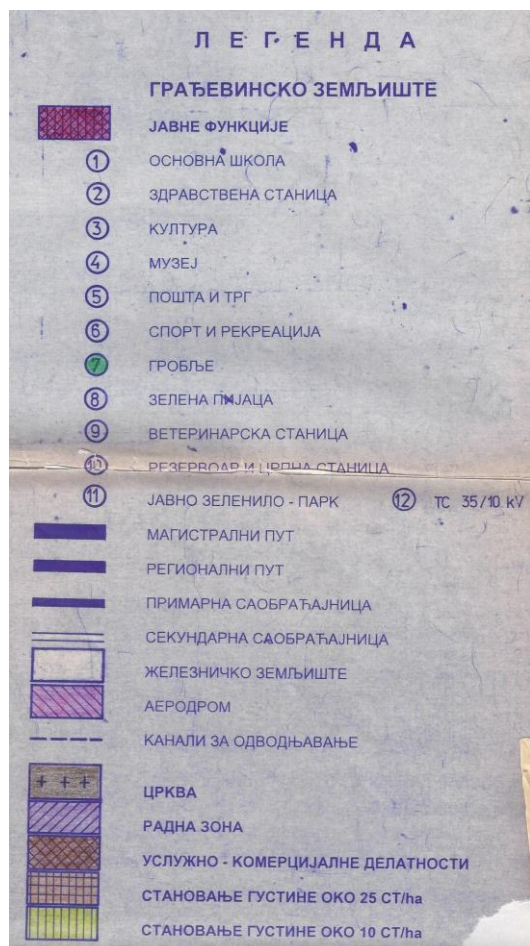 ЛЕГЕНДА
ГРАЂЕВИНСКО ЗЕМЉИШТЕ
ЈАВНЕ ФУНКЦИЈЕ
1 ОСНОВНА ШКОЛА
2 ЗДРАВСТВЕНА СТАНИЦА
3 КУЛТУРА
4 МУЗЕЈ
5 ПОШТА И ТРГ
6 СПОРТ И РЕКРЕАЦИЈА
7 ГРОБЉЕ
8 ЗЕЛЕНА ПИЈАЦА
9 ВЕТЕРИНАРСКА СТАНИЦА
10 РЕЗЕРВОАР И ЦРПНА СТАНИЦА
11 ЈАВНО ЗЕЛЕНИЛО - ПАРК 12 ТС 35/10 kV
МАГИСТРАЛНИ ПУТ
РЕГИОНАЛНИ ПУТ
ПРИМАРНА САОБРАЋАЈНИЦА
СЕКУНДАРНА САОБРАЋАЈНИЦА
ЖЕЛЕЗНИЧКО ЗЕМЉИШТЕ
АЕРОДРОМ
КАНАЛИ ЗА ОДВОДЊАВАЊЕ
ЦРКВА
РАДНА ЗОНА
УСЛУЖНО - КОМЕРЦИЈАЛНЕ ДЕЛАТНОСТИ
СТАНОВАЊЕ ГУСТИНЕ ОКО 25 СТ/ha
СТАНОВАЊЕ ГУСТИНЕ ОКО 10 СТ/ha